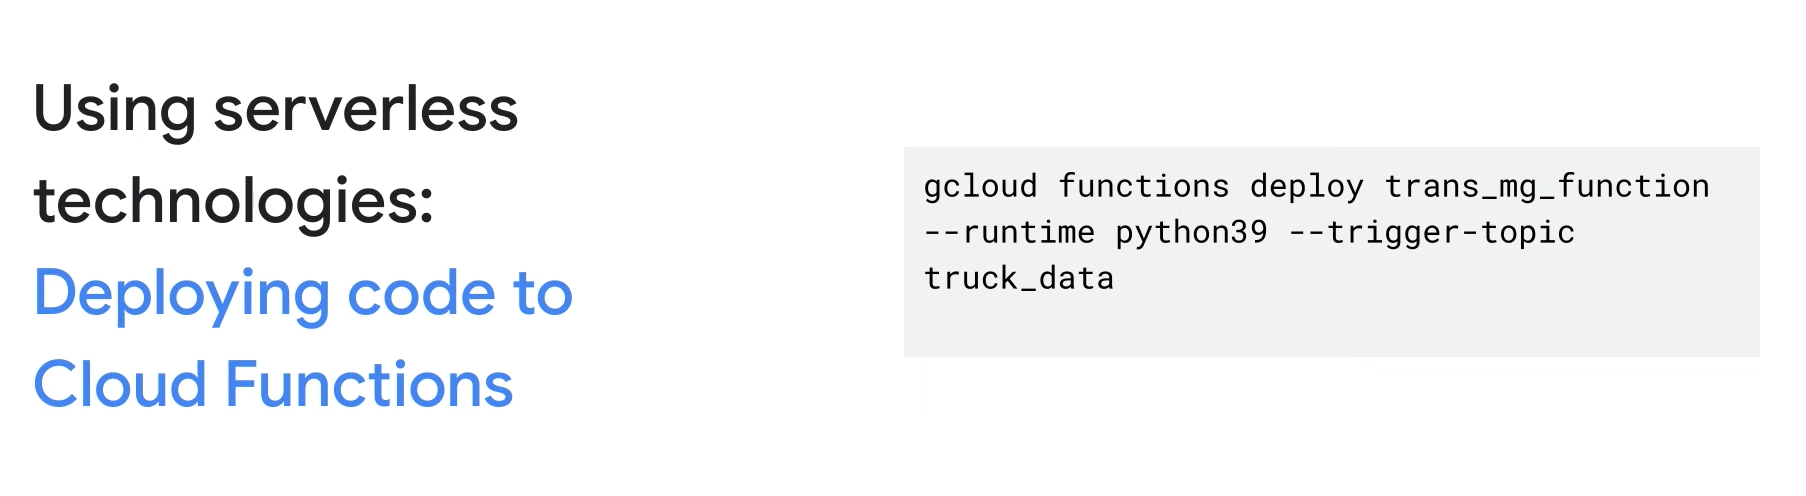 Using serverless
technologies:
Deploying code to
Cloud Functions
gcloud functions deploy trans_mg_function
--runtime python39 --trigger-topic
truck_data